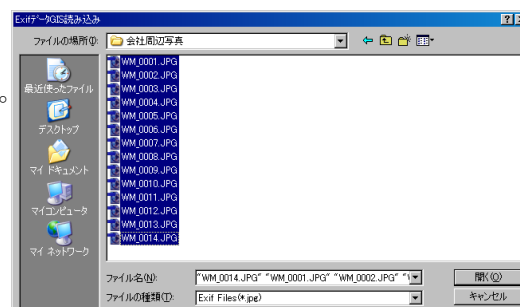 ExifデータGIS読み込み
ファイルの場所(I): 会社周辺写真
最近使ったファイル
デスクトップ
マイ ドキュメント
マイコンピュータ
マイ ネットワーク
WM_0001.JPG
WM_0002.JPG
WM_0003.JPG
WM_0004.JPG
WM_0005.JPG
WM_0006.JPG
WM_0007.JPG
WM_0008.JPG
WM_0009.JPG
WM_0010.JPG
WM_0011.JPG
WM_0012.JPG
WM_0013.JPG
WM_0014.JPG
ファイル名(N): "WM_0014.JPG" "WM_0001.JPG" "WM_0002.JPG" 開く(O)
ファイルの種類(T): Exif Files(*.jpg) キャンセル